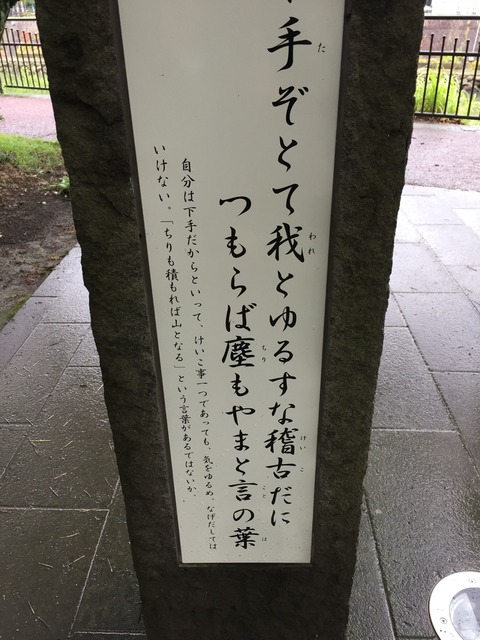 手ぞとて我とゆるすな稽古だに
つもらば塵もやまと言の葉
自分は下手だからといって、けいこ事一つであっても、気をゆるめ、なげだしては
いけない。「ちりも積もれば山となる」という言葉があるではないか。